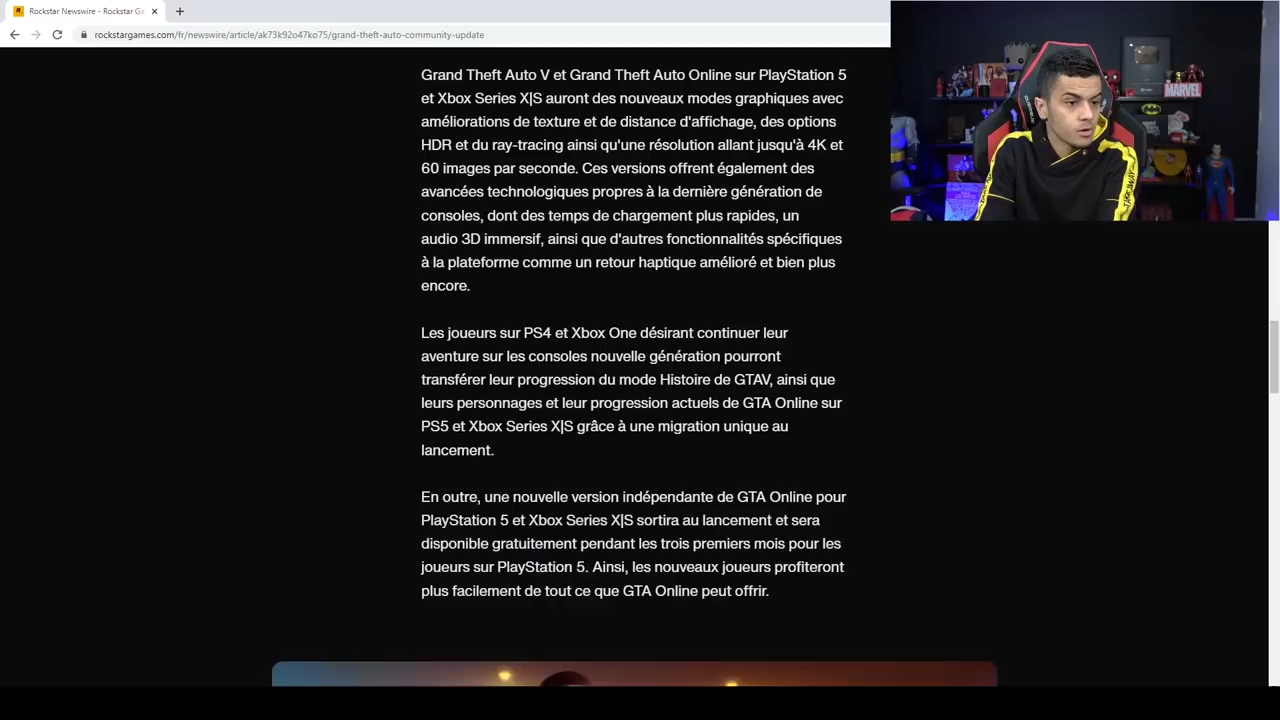 Rockstar Newswire - Rockstar Ga
rockstargames.com/fr/newswire/article/ak73k92o47ko75/grand-theft-auto-community-update
Grand Theft Auto V et Grand Theft Auto Online sur PlayStation 5
et Xbox Series X|S auront des nouveaux modes graphiques avec
améliorations de texture et de distance d'affichage, des options
HDR et du ray-tracing ainsi qu'une résolution allant jusqu'à 4K et
60 images par seconde. Ces versions offrent également des
avancées technologiques propres à la dernière génération de
consoles, dont des temps de chargement plus rapides, un
audio 3D immersif, ainsi que d'autres fonctionnalités spécifiques
à la plateforme comme un retour haptique amélioré et bien plus
encore.
Les joueurs sur PS4 et Xbox One désirant continuer leur
aventure sur les consoles nouvelle génération pourront
transférer leur progression du mode Histoire de GTAV, ainsi que
leurs personnages et leur progression actuels de GTA Online sur
PS5 et Xbox Series X|S grâce à une migration unique au
lancement.
En outre, une nouvelle version indépendante de GTA Online pour
PlayStation 5 et Xbox Series X|S sortira au lancement et sera
disponible gratuitement pendant les trois premiers mois pour les
joueurs sur PlayStation 5. Ainsi, les nouveaux joueurs profiteront
plus facilement de tout ce que GTA Online peut offrir.
MARVEL